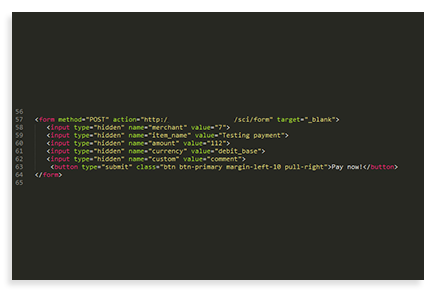 56
57 <form method="POST" action="http:/ /sci/form" target="_blank">
58 <input type="hidden" name="merchant" value="7">
59 <input type="hidden" name="item_name" value="Testing payment">
60 <input type="hidden" name="amount" value="112">
61 <input type="hidden" name="currency" value="debit_base">
62 <input type="hidden" name="custom" value="comment">
63 <button type="submit" class="btn btn-primary margin-left-10 pull-right">Pay now!</button>
64 </form>
65